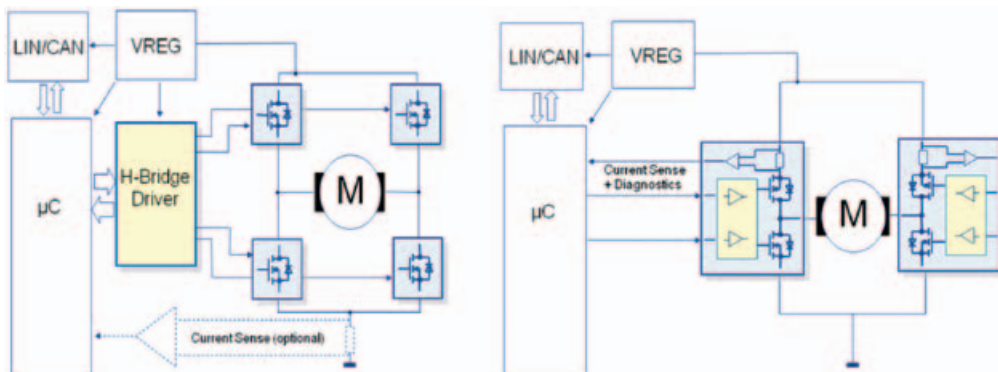 LIN/CAN
VREG
µC
H-Bridge
Driver
M
Current Sense (optional)
LIN/CAN
VREG
µC
Current Sense
+ Diagnostics
M